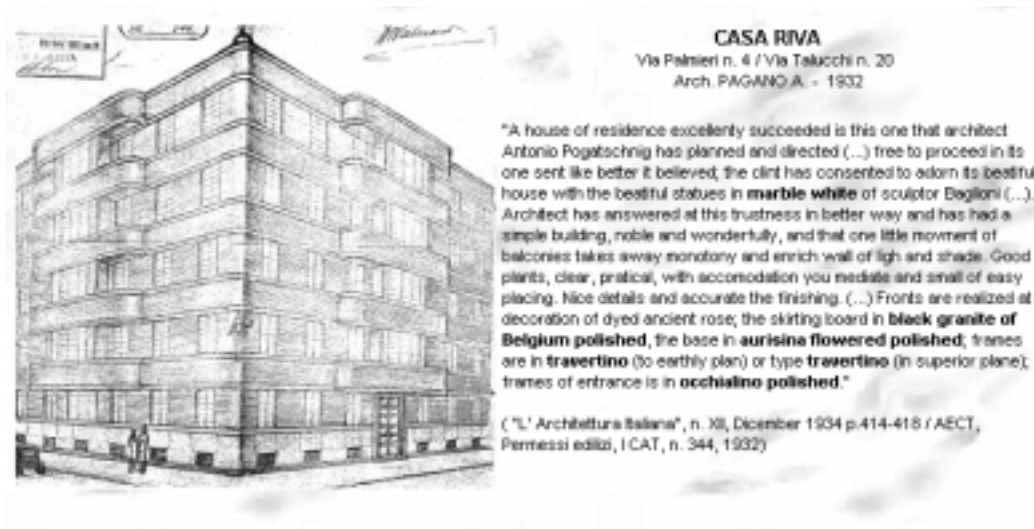 CASA RIVA
Via Palmieri n. 4 / Via Talucchi n. 20
Arch. PAGANO A. - 1932
"A house of residence excellently succeeded is this one that architect
Antonio Pogatschnig has planned and directed (...) free to proceed in its
one sent like better it believed; the clint has consented to adorn its beatiful
house with the beatiful statues in marble white of sculptor Baglioni (...).
Architect has answered at this trustness in better way and has had a
simple building, noble and wonderfully, and that one little movment of
balconies takes away monotony and enrich wall of ligh and shade. Good
plants, clear, pratical, with accomodation you mediate and small of easy
placing. Nice details and accurate the finishing. (...) Fronts are realized at
decoration of dyed ancient rose; the skirting board in black granite of
Belgium polished, the base in aurisina flowered polished; frames
are in travertino (to earthly plan) or type travertino (in superior plane);
frames of entrance is in occhialino polished."
( "L' Architettura Italiana", n. XII, Dicember 1934 p.414-418 / AECT,
Permessi edilizi, I CAT, n. 344, 1932)